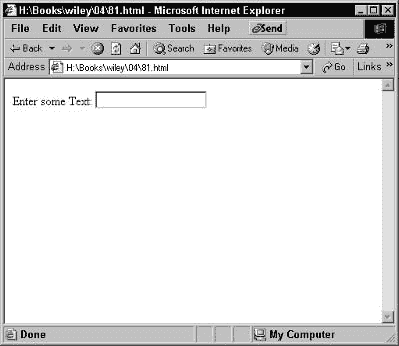 H:\Books\wiley\04\81.html - Microsoft Internet Explorer
File Edit View Favorites Tools Help Send
Back Search Favorites Media »
Address H:\Books\wiley\04\81.html Go Links »
Enter some Text:
Done My Computer